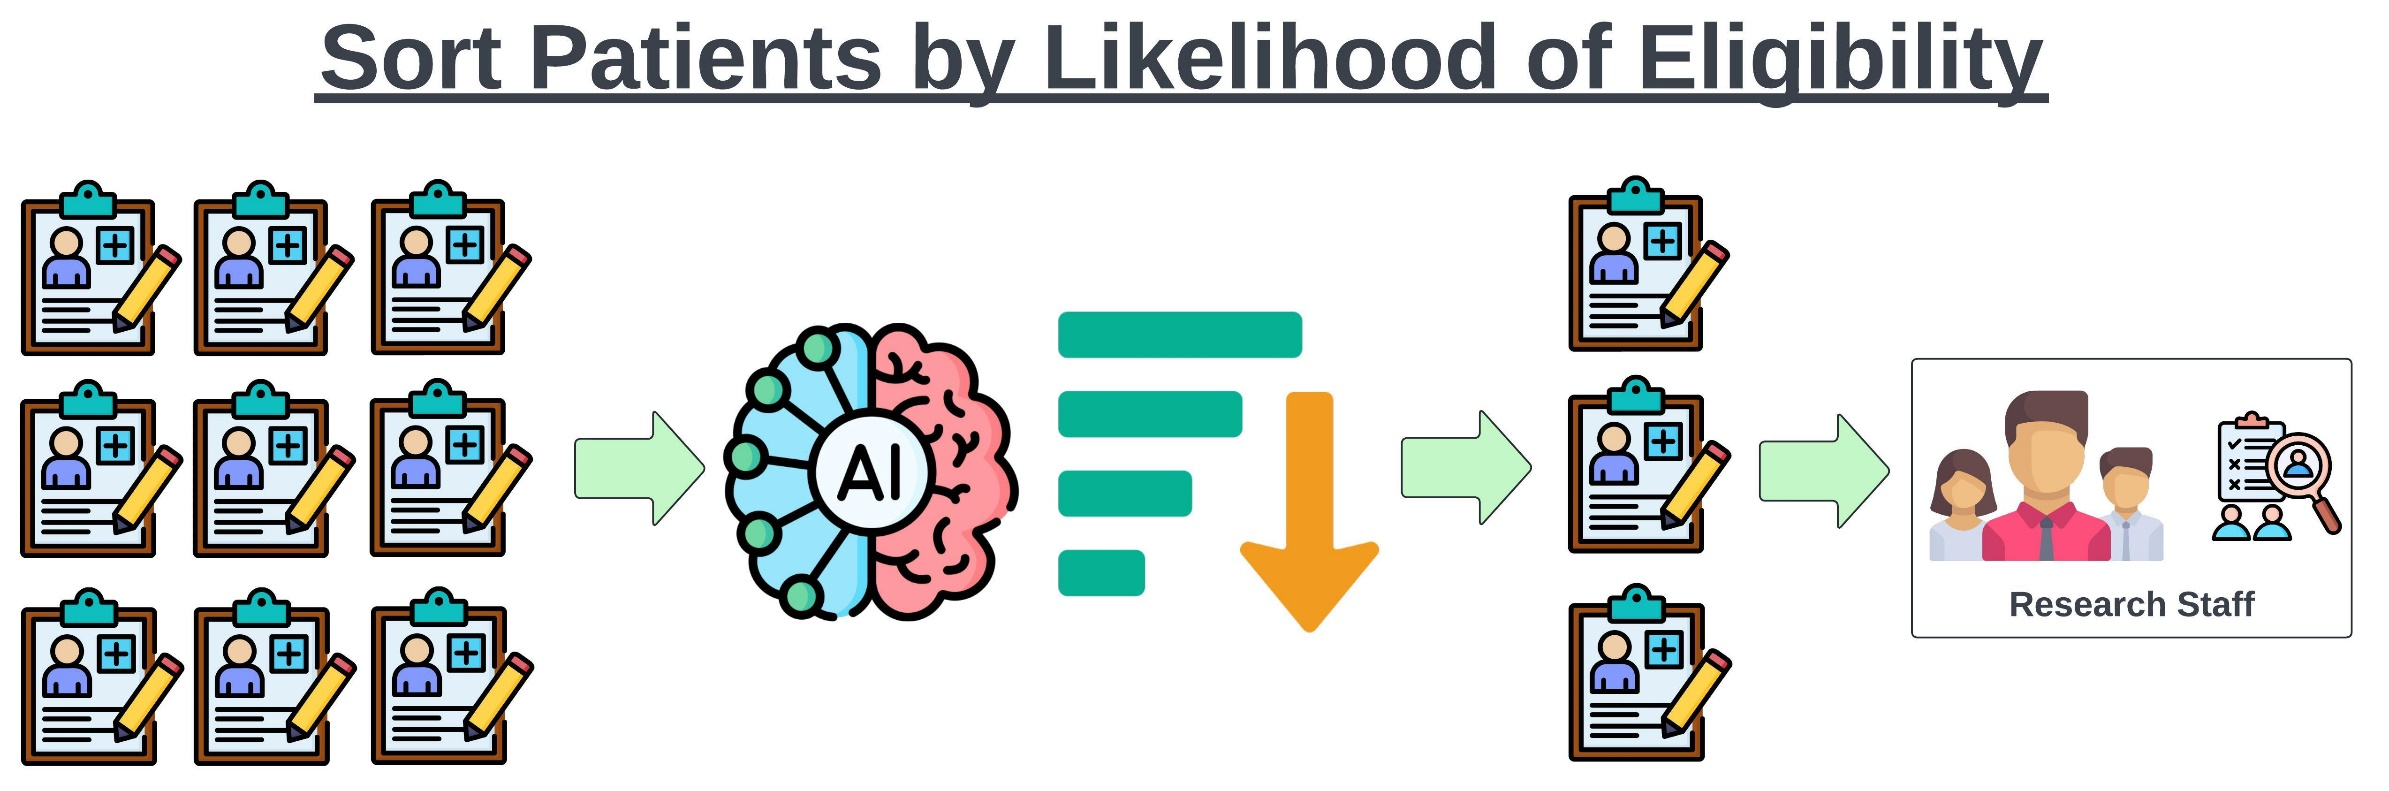 Sort Patients by Likelihood of Eligibility
AI
Research Staff